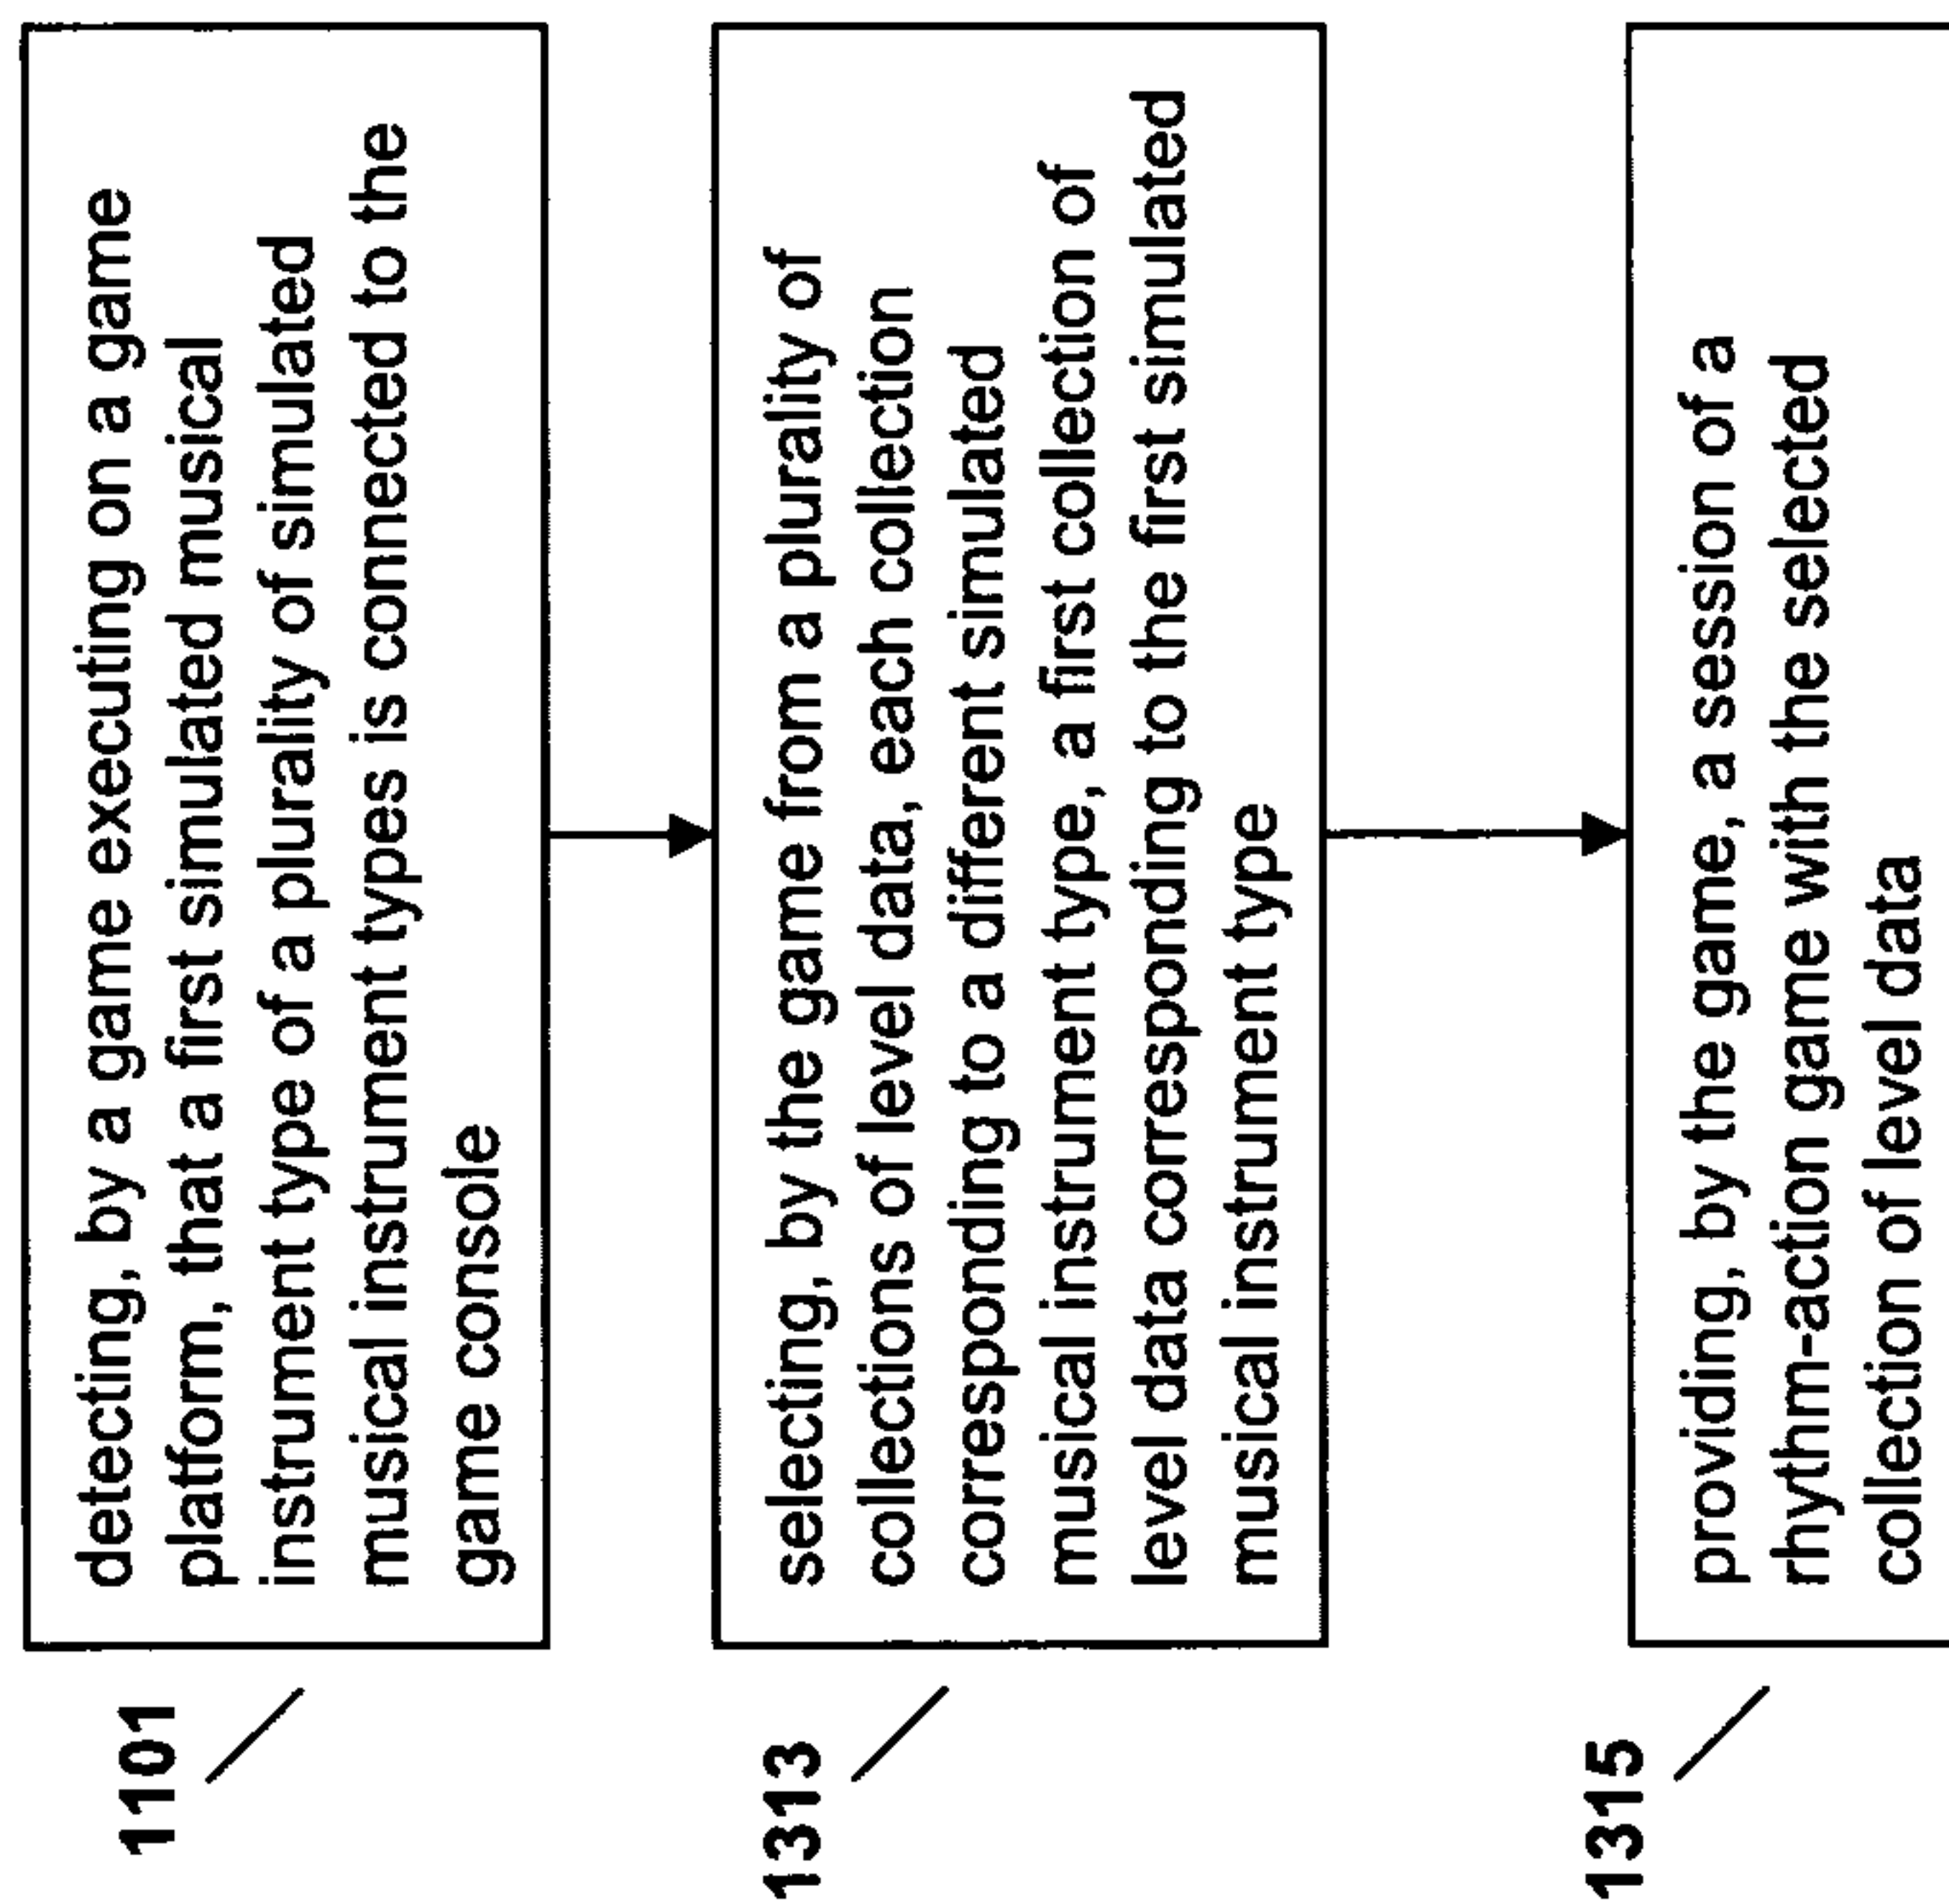 1101
detecting, by a game executing on a game
platform, that a first simulated musical
instrument type of a plurality of simulated
musical instrument types is connected to the
game console
1313
selecting, by the game from a plurality of
collections of level data, each collection
corresponding to a different simulated
musical instrument type, a first collection of
level data corresponding to the first simulated
musical instrument type
1315
providing, by the game, a session of a
rhythm-action game with the selected
collection of level data